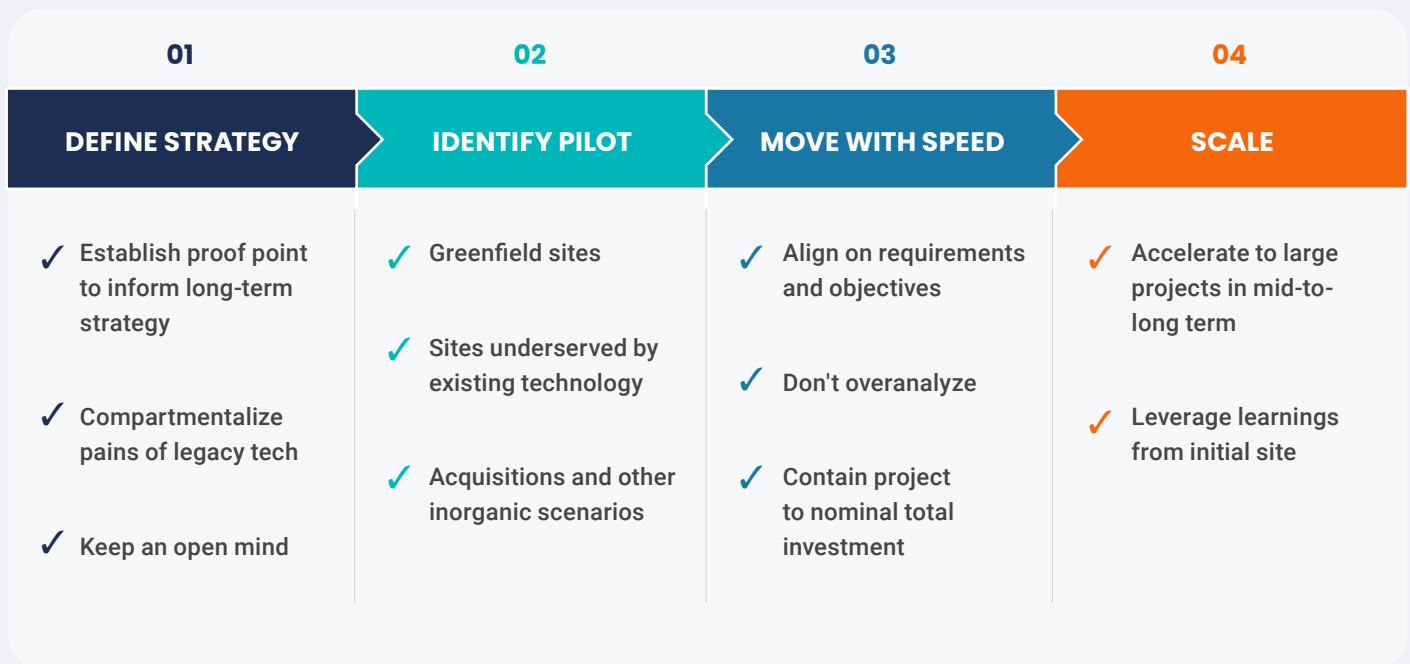 01
02
03
04
DEFINE STRATEGY
IDENTIFY PILOT
MOVE WITH SPEED
SCALE
Establish proof point
to inform long-term
strategy
Compartmentalize
pains of legacy tech
Keep an open mind
Greenfield sites
Sites underserved by
existing technology
Acquisitions and other
inorganic scenarios
Align on requirements
and objectives
Don't overanalyze
Contain project
to nominal total
investment
Accelerate to large
projects in mid-to-
long term
Leverage learnings
from initial site